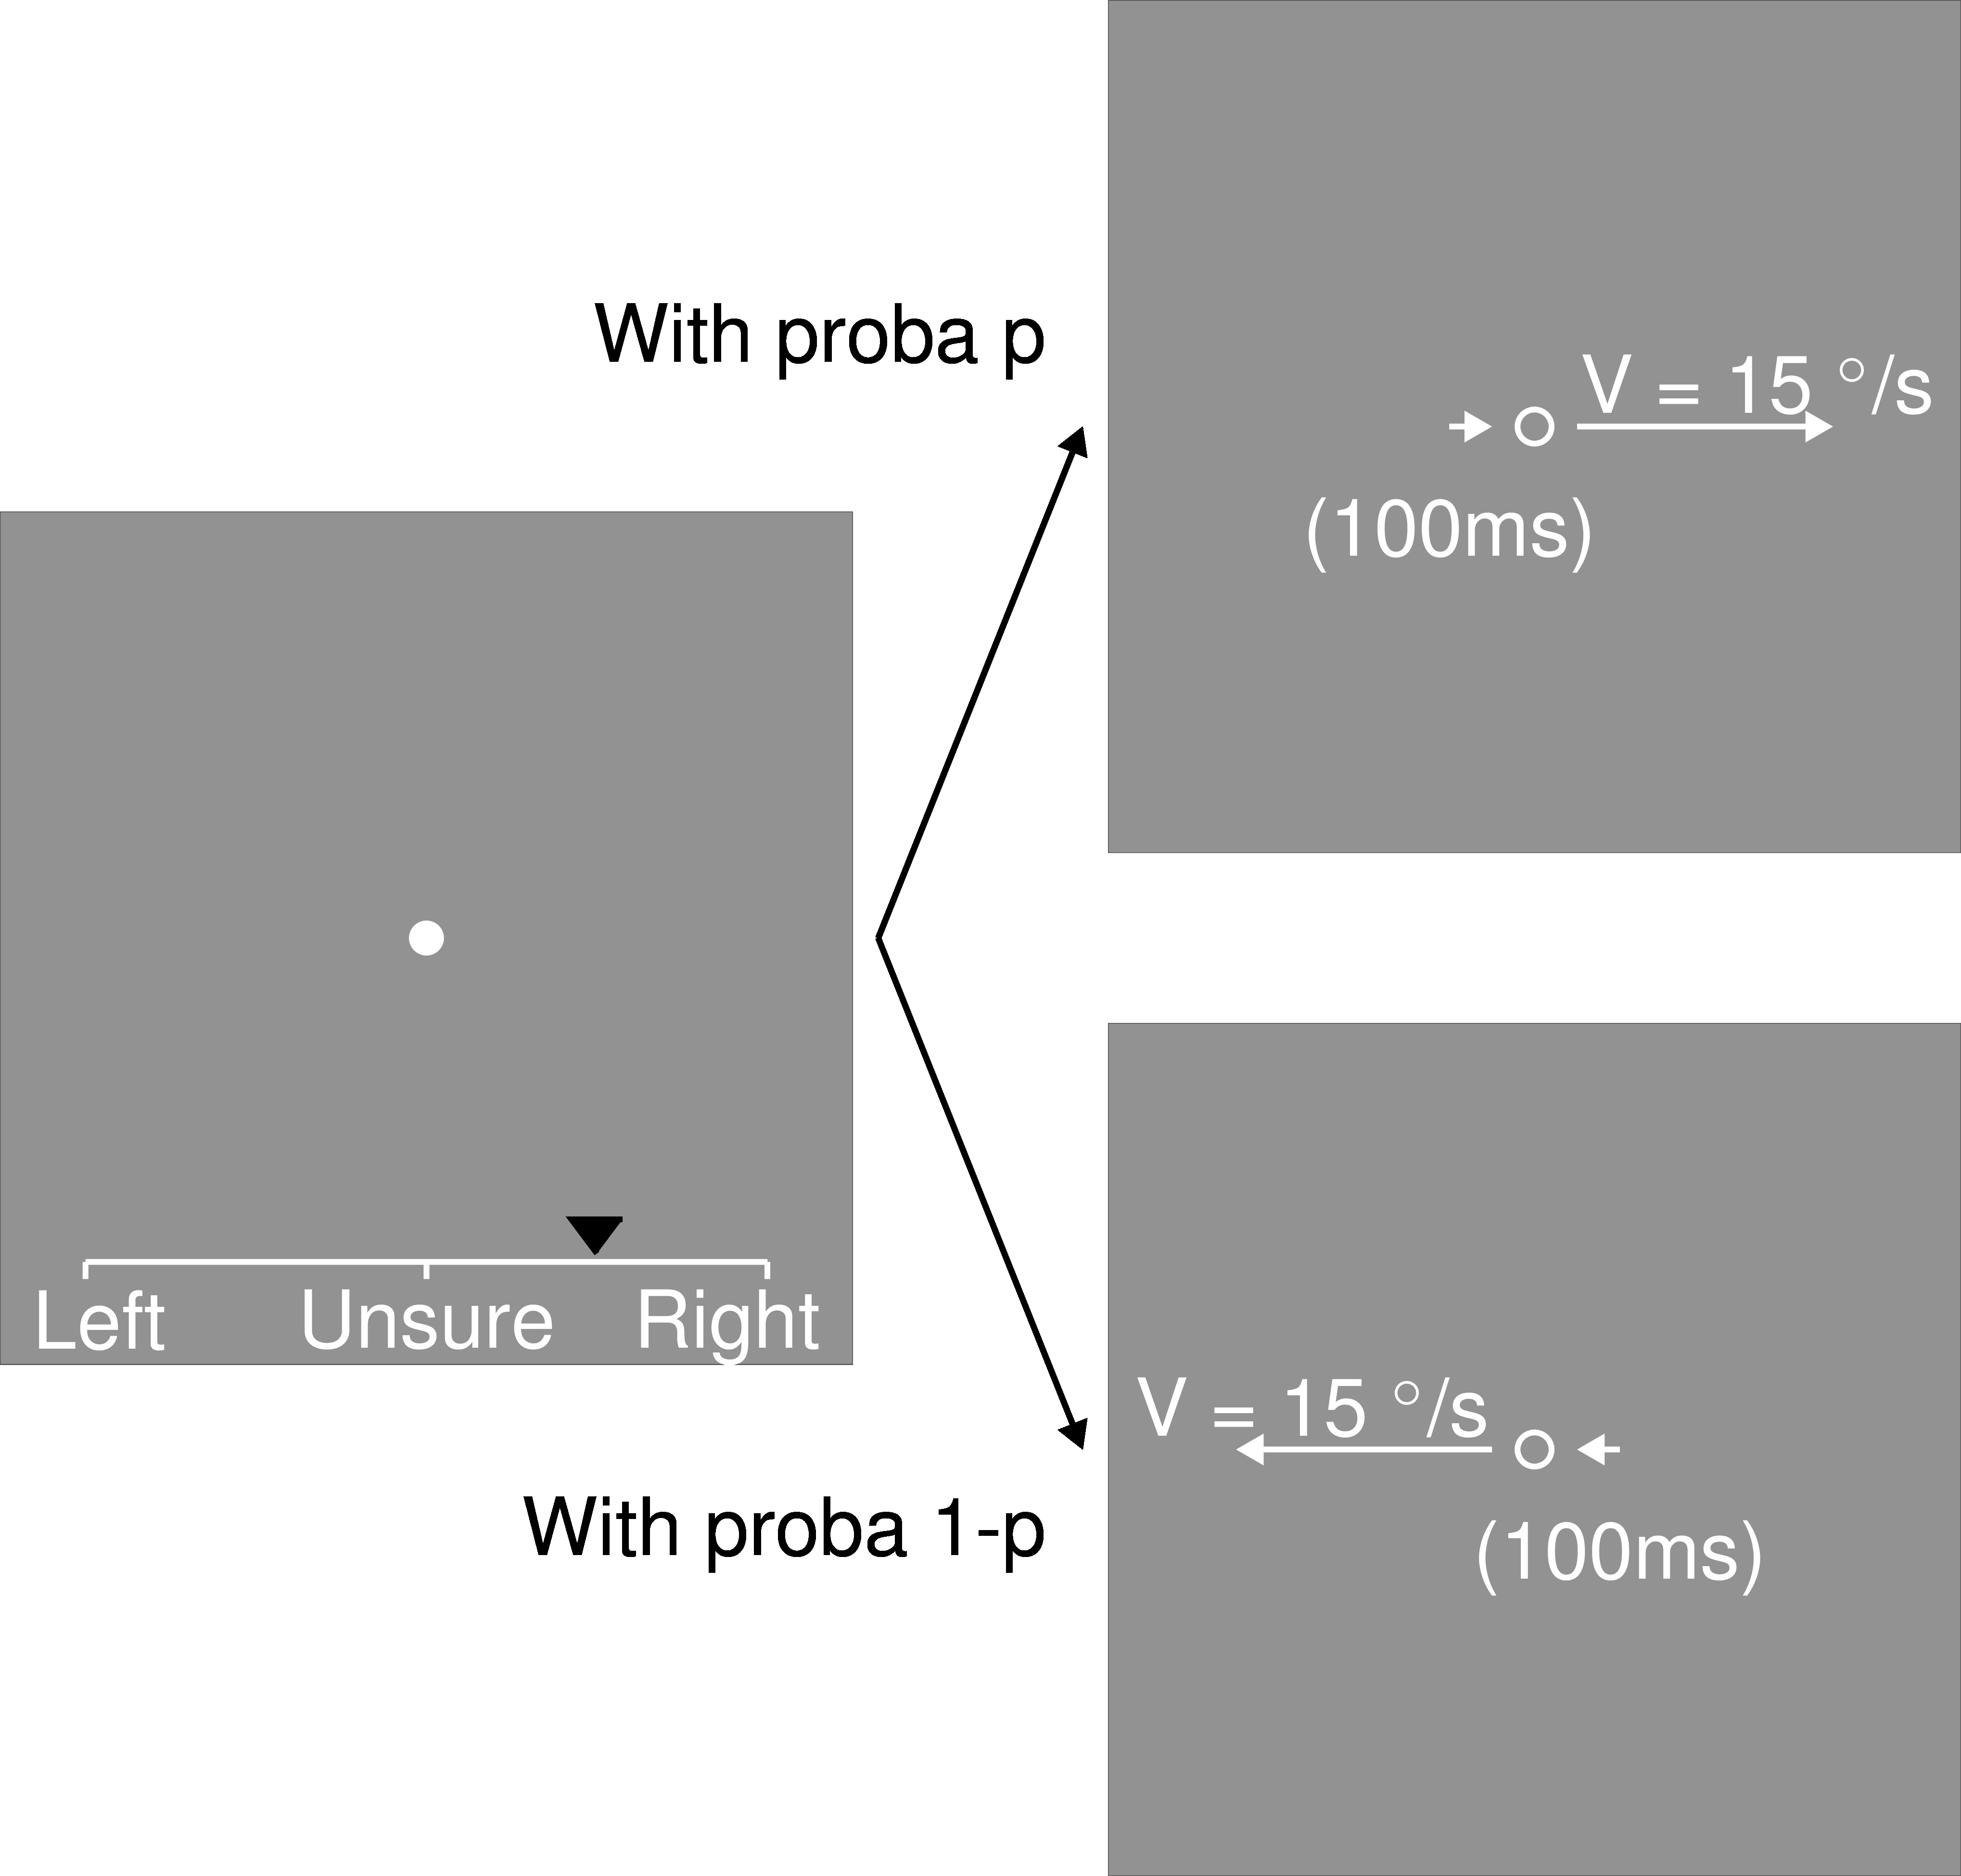 With proba p
V = 15 °/s
(100ms)
Left Unsure Right
V = 15 °/s
With proba 1-p
(100ms)